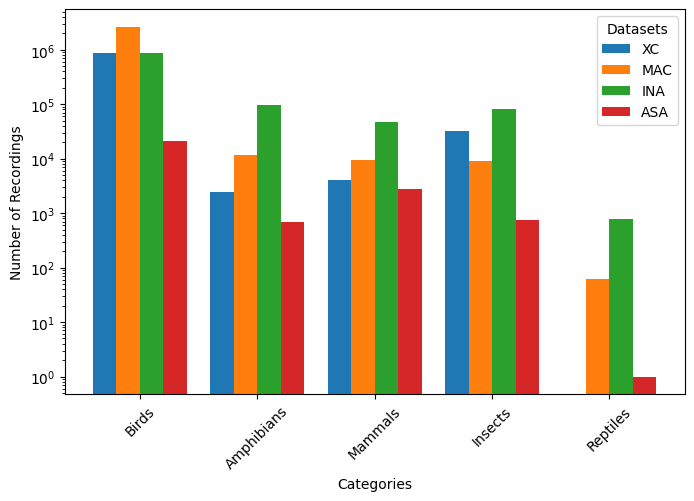 Datasets
XC
MAC
INA
ASA
Number of Recordings
10^6
10^5
10^4
10^3
10^2
10^1
10^0
Birds
Amphibians
Mammals
Insects
Reptiles
Categories